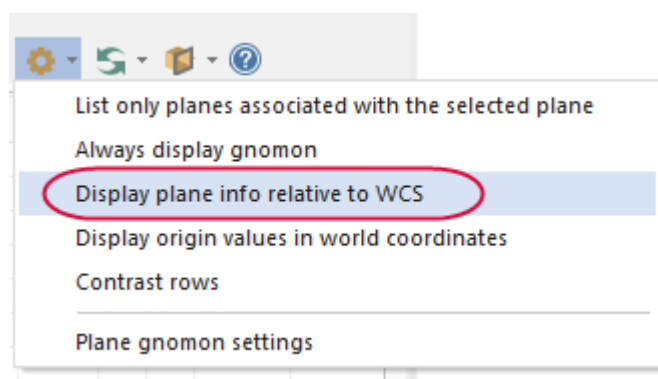 List only planes associated with the selected plane
Always display gnomon
Display plane info relative to WCS
Display origin values in world coordinates
Contrast rows
Plane gnomon settings